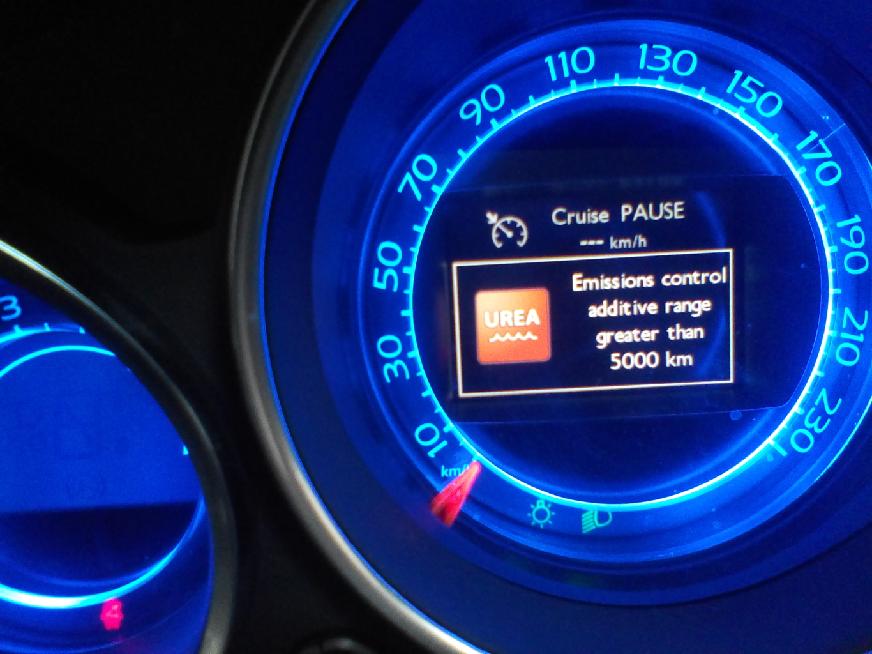 10
30
50
70
90
110
130
150
170
190
210
230
km/h
Cruise PAUSE
--- km/h
UREA
Emissions control
additive range
greater than
5000 km
3